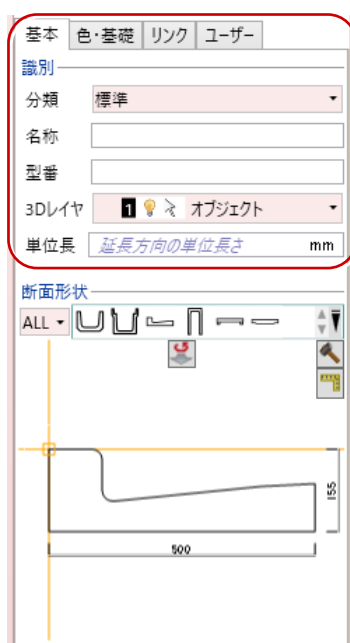 基本 色・基礎 リンク ユーザー
識別
分類 標準
名称
型番
3Dレイヤ 1 オブジェクト
単位長 延長方向の単位長さ mm
断面形状
ALL
155
500